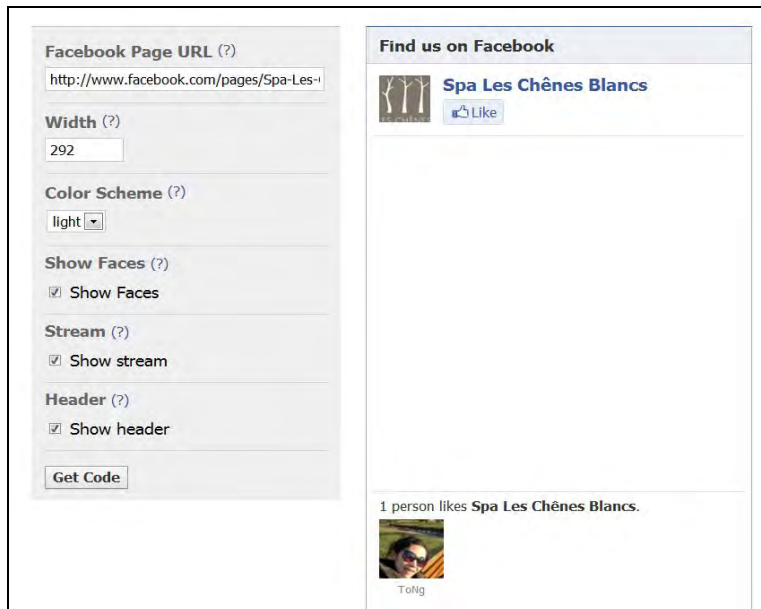 Facebook Page URL (?)
http://www.facebook.com/pages/Spa-Les-
Width (?)
292
Color Scheme (?)
light
Show Faces (?)
Show Faces
Stream (?)
Show stream
Header (?)
Show header
Get Code
Find us on Facebook
Spa Les Chênes Blancs
LES CHÊNES
Like
1 person likes Spa Les Chênes Blancs.
ToNg